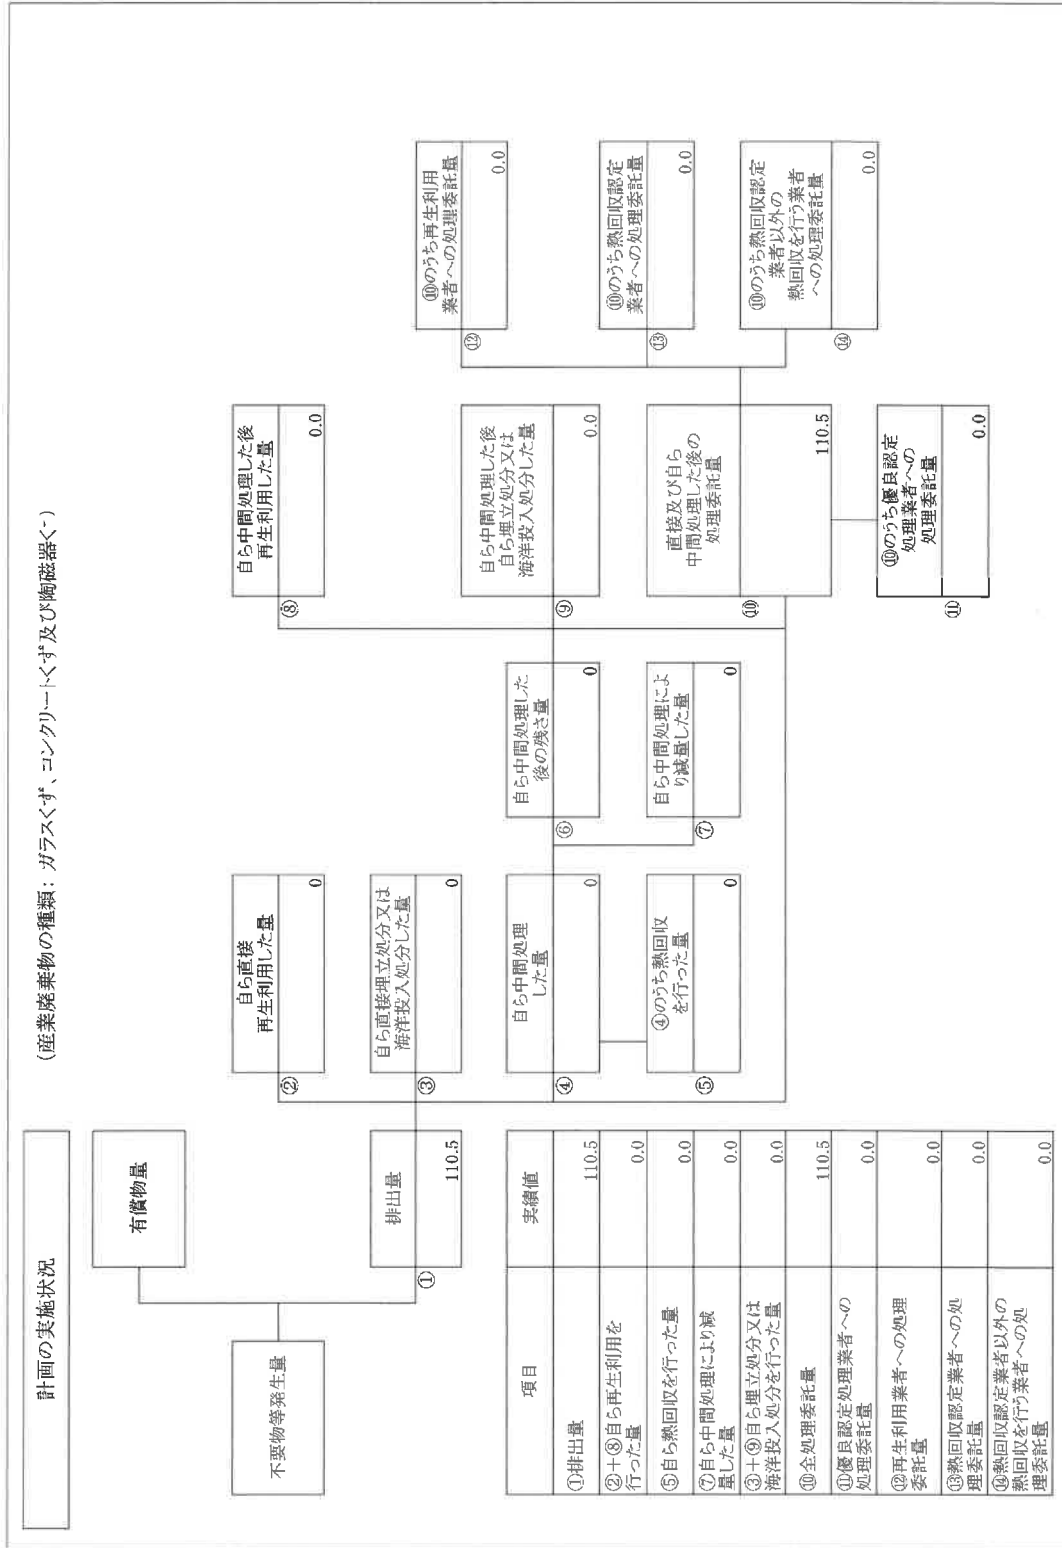 計画の実施状況
(産業廃棄物の種類: ガラスくず、コンクリートくず及び陶磁器くず)
不要物等発生量
有償物量
①
排出量
110.5
②
自ら直接
再生利用した量
0
③
自ら直接埋立処分又は
海洋投入処分した量
0
④
自ら中間処理
した量
0
⑤
④のうち熱回収
を行った量
0
⑥
自ら中間処理した
後の残さ量
0
⑦
自ら中間処理によ
り減量した量
0
⑧
自ら中間処理した後
再生利用した量
0.0
⑨
自ら中間処理した後
自ら埋立処分又は
海洋投入処分した量
0.0
⑩
直接及び自ら
中間処理した後の
処理委託量
110.5
⑪
⑩のうち優良認定
処理業者への
処理委託量
0.0
⑫
⑩のうち再生利用
業者への処理委託量
0.0
⑬
⑩のうち熱回収認定
業者への処理委託量
0.0
⑭
⑩のうち熱回収認定
業者以外の
熱回収を行う業者
への処理委託量
0.0
項目 実績値
①排出量 110.5
②+⑧自ら再生利用を
行った量 0.0
⑤自ら熱回収を行った量 0.0
⑦自ら中間処理により減
量した量 0.0
③+⑨自ら埋立処分又は
海洋投入処分を行った量 0.0
⑩全処理委託量 110.5
⑪優良認定処理業者への
処理委託量 0.0
⑫再生利用業者への処理
委託量 0.0
⑬熱回収認定業者への処
理委託量 0.0
⑭熱回収認定業者以外の
熱回収を行う業者への処
理委託量 0.0